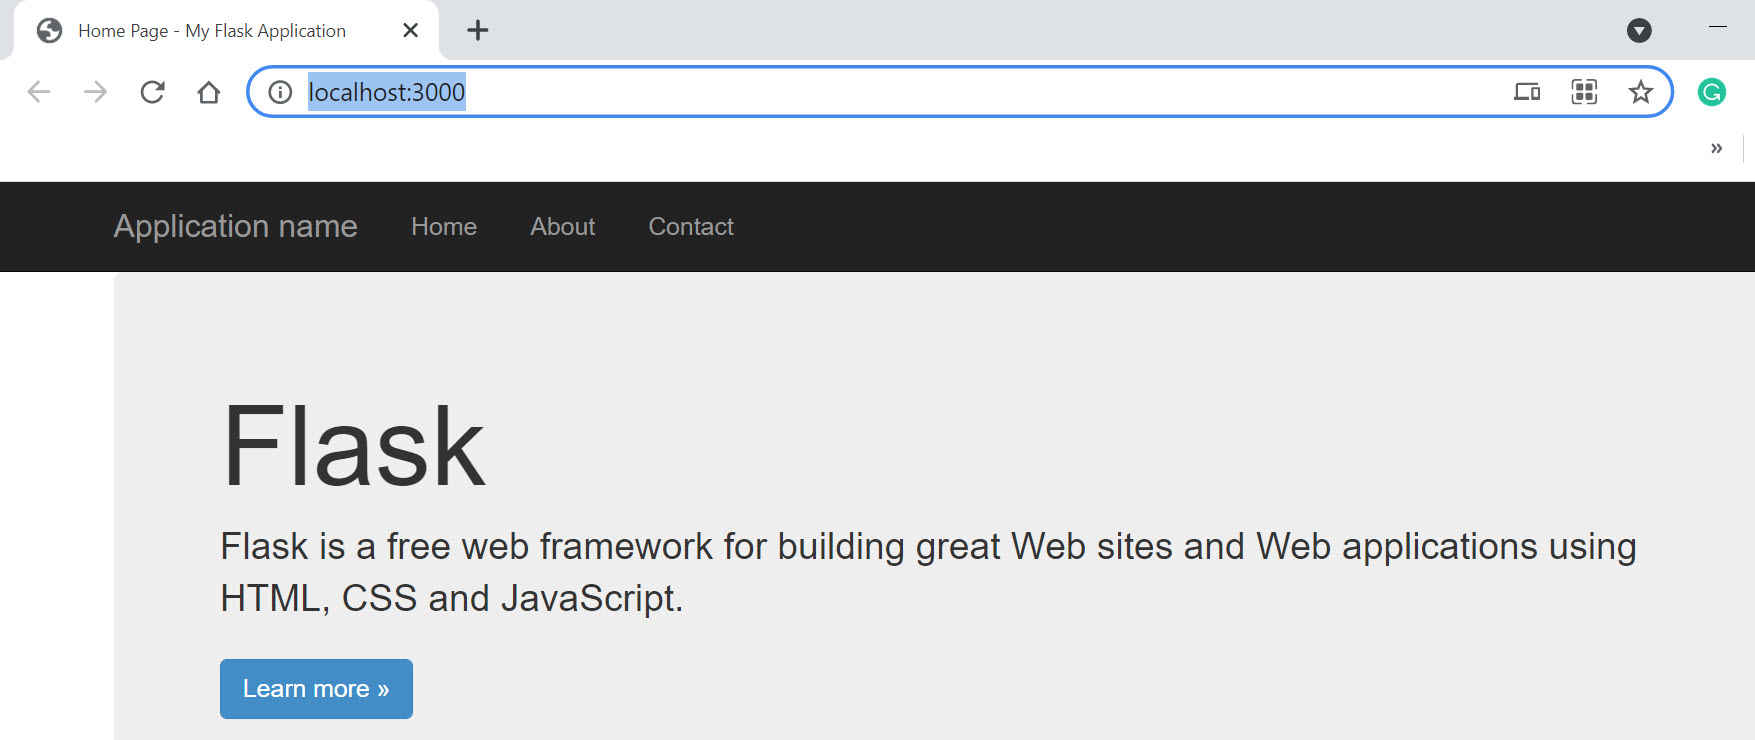 Home Page - My Flask Application
localhost:3000
»
Application name Home About Contact
Flask
Flask is a free web framework for building great Web sites and Web applications using
HTML, CSS and JavaScript.
Learn more »